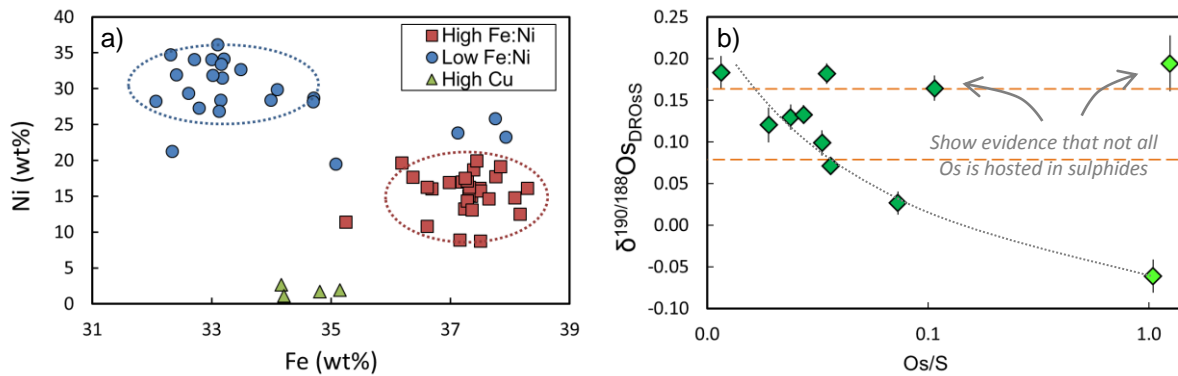 a)
High Fe:Ni
Low Fe:Ni
High Cu
40
35
30
25
20
15
10
5
0
Ni (wt%)
31
33
35
37
39
Fe (wt%)
b)
0.20
0.15
0.10
0.05
0.00
-0.05
-0.10
δ190/188OsDROsS
Show evidence that not all
Os is hosted in sulphides
0.0
0.1
1.0
Os/S